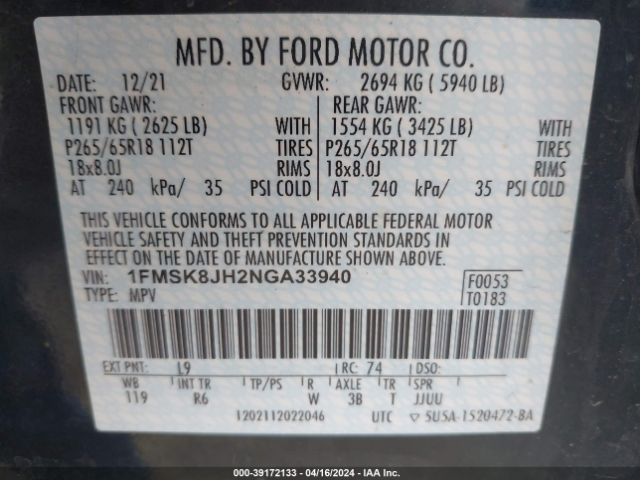 MFD. BY FORD MOTOR CO.
DATE: 12/21 GVWR: 2694 KG ( 5940 LB)
FRONT GAWR: REAR GAWR:
1191 KG ( 2625 LB) WITH 1554 KG ( 3425 LB) WITH
P265/65R18 112T TIRES P265/65R18 112T TIRES
18x8.0J RIMS 18x8.0J RIMS
AT 240 kPa/ 35 PSI COLD AT 240 kPa/ 35 PSI COLD
THIS VEHICLE CONFORMS TO ALL APPLICABLE FEDERAL MOTOR
VEHICLE SAFETY AND THEFT PREVENTION STANDARDS IN
EFFECT ON THE DATE OF MANUFACTURE SHOWN ABOVE.
VIN: 1FMSK8JH2NGA33940 F0053
TYPE: MPV T0183
EXT PNT: L9 RC: 74 DSO:
WB INT TR TP/PS R AXLE TR SPR
119 R6 W 3B T JJUU
1202112022046 UTC ▽ 5U5A-1520472-BA
000-39172133 - 04/16/2024 - IAA Inc.